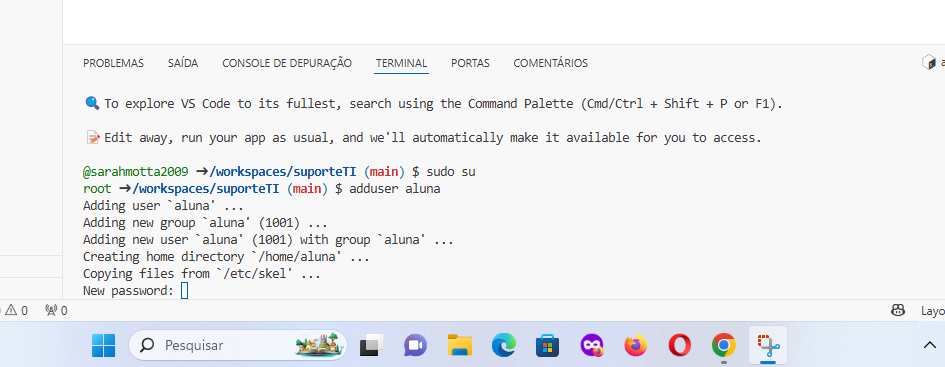 PROBLEMAS SAÍDA CONSOLE DE DEPURAÇÃO TERMINAL PORTAS COMENTÁRIOS
To explore VS Code to its fullest, search using the Command Palette (Cmd/Ctrl + Shift + P or F1).
Edit away, run your app as usual, and we'll automatically make it available for you to access.
@sarahmotta2009 ➜/workspaces/suporteTI (main) $ sudo su
root ➜/workspaces/suporteTI (main) $ adduser aluna
Adding user `aluna' ...
Adding new group `aluna' (1001) ...
Adding new user `aluna' (1001) with group `aluna' ...
Creating home directory `/home/aluna' ...
Copying files from `/etc/skel' ...
New password:
0 0 Layo
Pesquisar